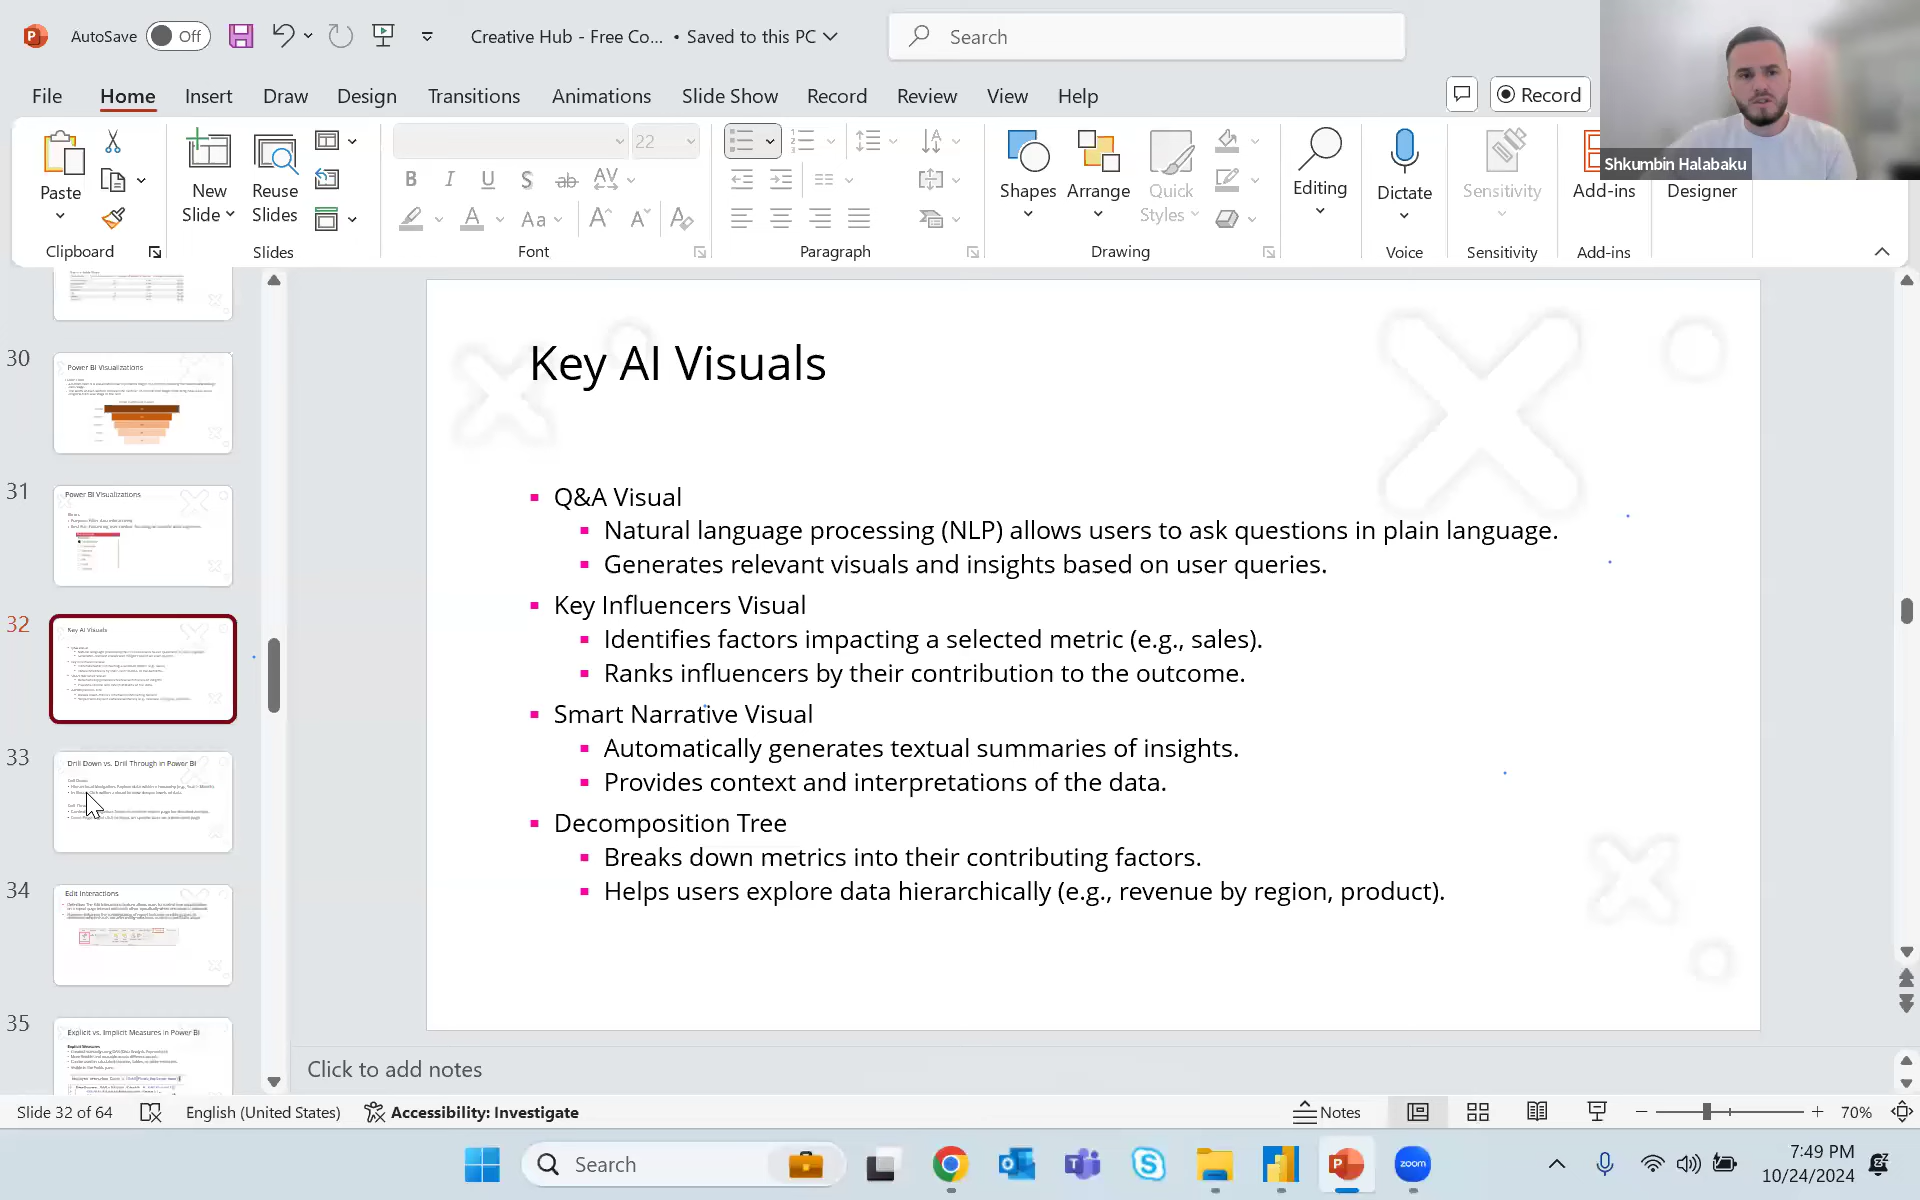 AutoSave Off Creative Hub - Free Co... • Saved to this PC Search
File Home Insert Draw Design Transitions Animations Slide Show Record Review View Help Record
Paste New Slide Reuse Slides 22 Shapes Arrange Quick Styles Editing Dictate Sensitivity Add-ins Designer
Shkumbin Halabaku
Clipboard Slides Font Paragraph Drawing Voice Sensitivity Add-ins
30
Power BI Visualizations
31
Power BI Visualizations
32
Key AI Visuals
33
Drill Down vs. Drill Through in Power BI
34
Edit Interactions
35
Explicit vs. Implicit Measures in Power BI
Explicit Measures
Key AI Visuals
Q&A Visual
Natural language processing (NLP) allows users to ask questions in plain language.
Generates relevant visuals and insights based on user queries.
Key Influencers Visual
Identifies factors impacting a selected metric (e.g., sales).
Ranks influencers by their contribution to the outcome.
Smart Narrative Visual
Automatically generates textual summaries of insights.
Provides context and interpretations of the data.
Decomposition Tree
Breaks down metrics into their contributing factors.
Helps users explore data hierarchically (e.g., revenue by region, product).
Click to add notes
Slide 32 of 64 English (United States) Accessibility: Investigate Notes 70%
Search zoom 7:49 PM
10/24/2024